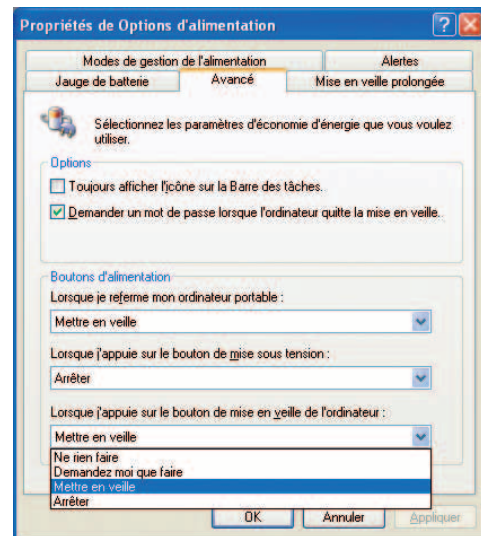 Propriétés de Options d'alimentation
Modes de gestion de l'alimentation Alertes
Jauge de batterie Avancé Mise en veille prolongée
Sélectionnez les paramètres d'économie d'énergie que vous voulez
utiliser.
Options
Toujours afficher l'icône sur la Barre des tâches.
Demander un mot de passe lorsque l'ordinateur quitte la mise en veille.
Boutons d'alimentation
Lorsque je referme mon ordinateur portable :
Mettre en veille
Lorsque j'appuie sur le bouton de mise sous tension :
Arrêter
Lorsque j'appuie sur le bouton de mise en veille de l'ordinateur :
Mettre en veille
Ne rien faire
Demandez moi que faire
Mettre en veille
Arrêter
OK Annuler Appliquer